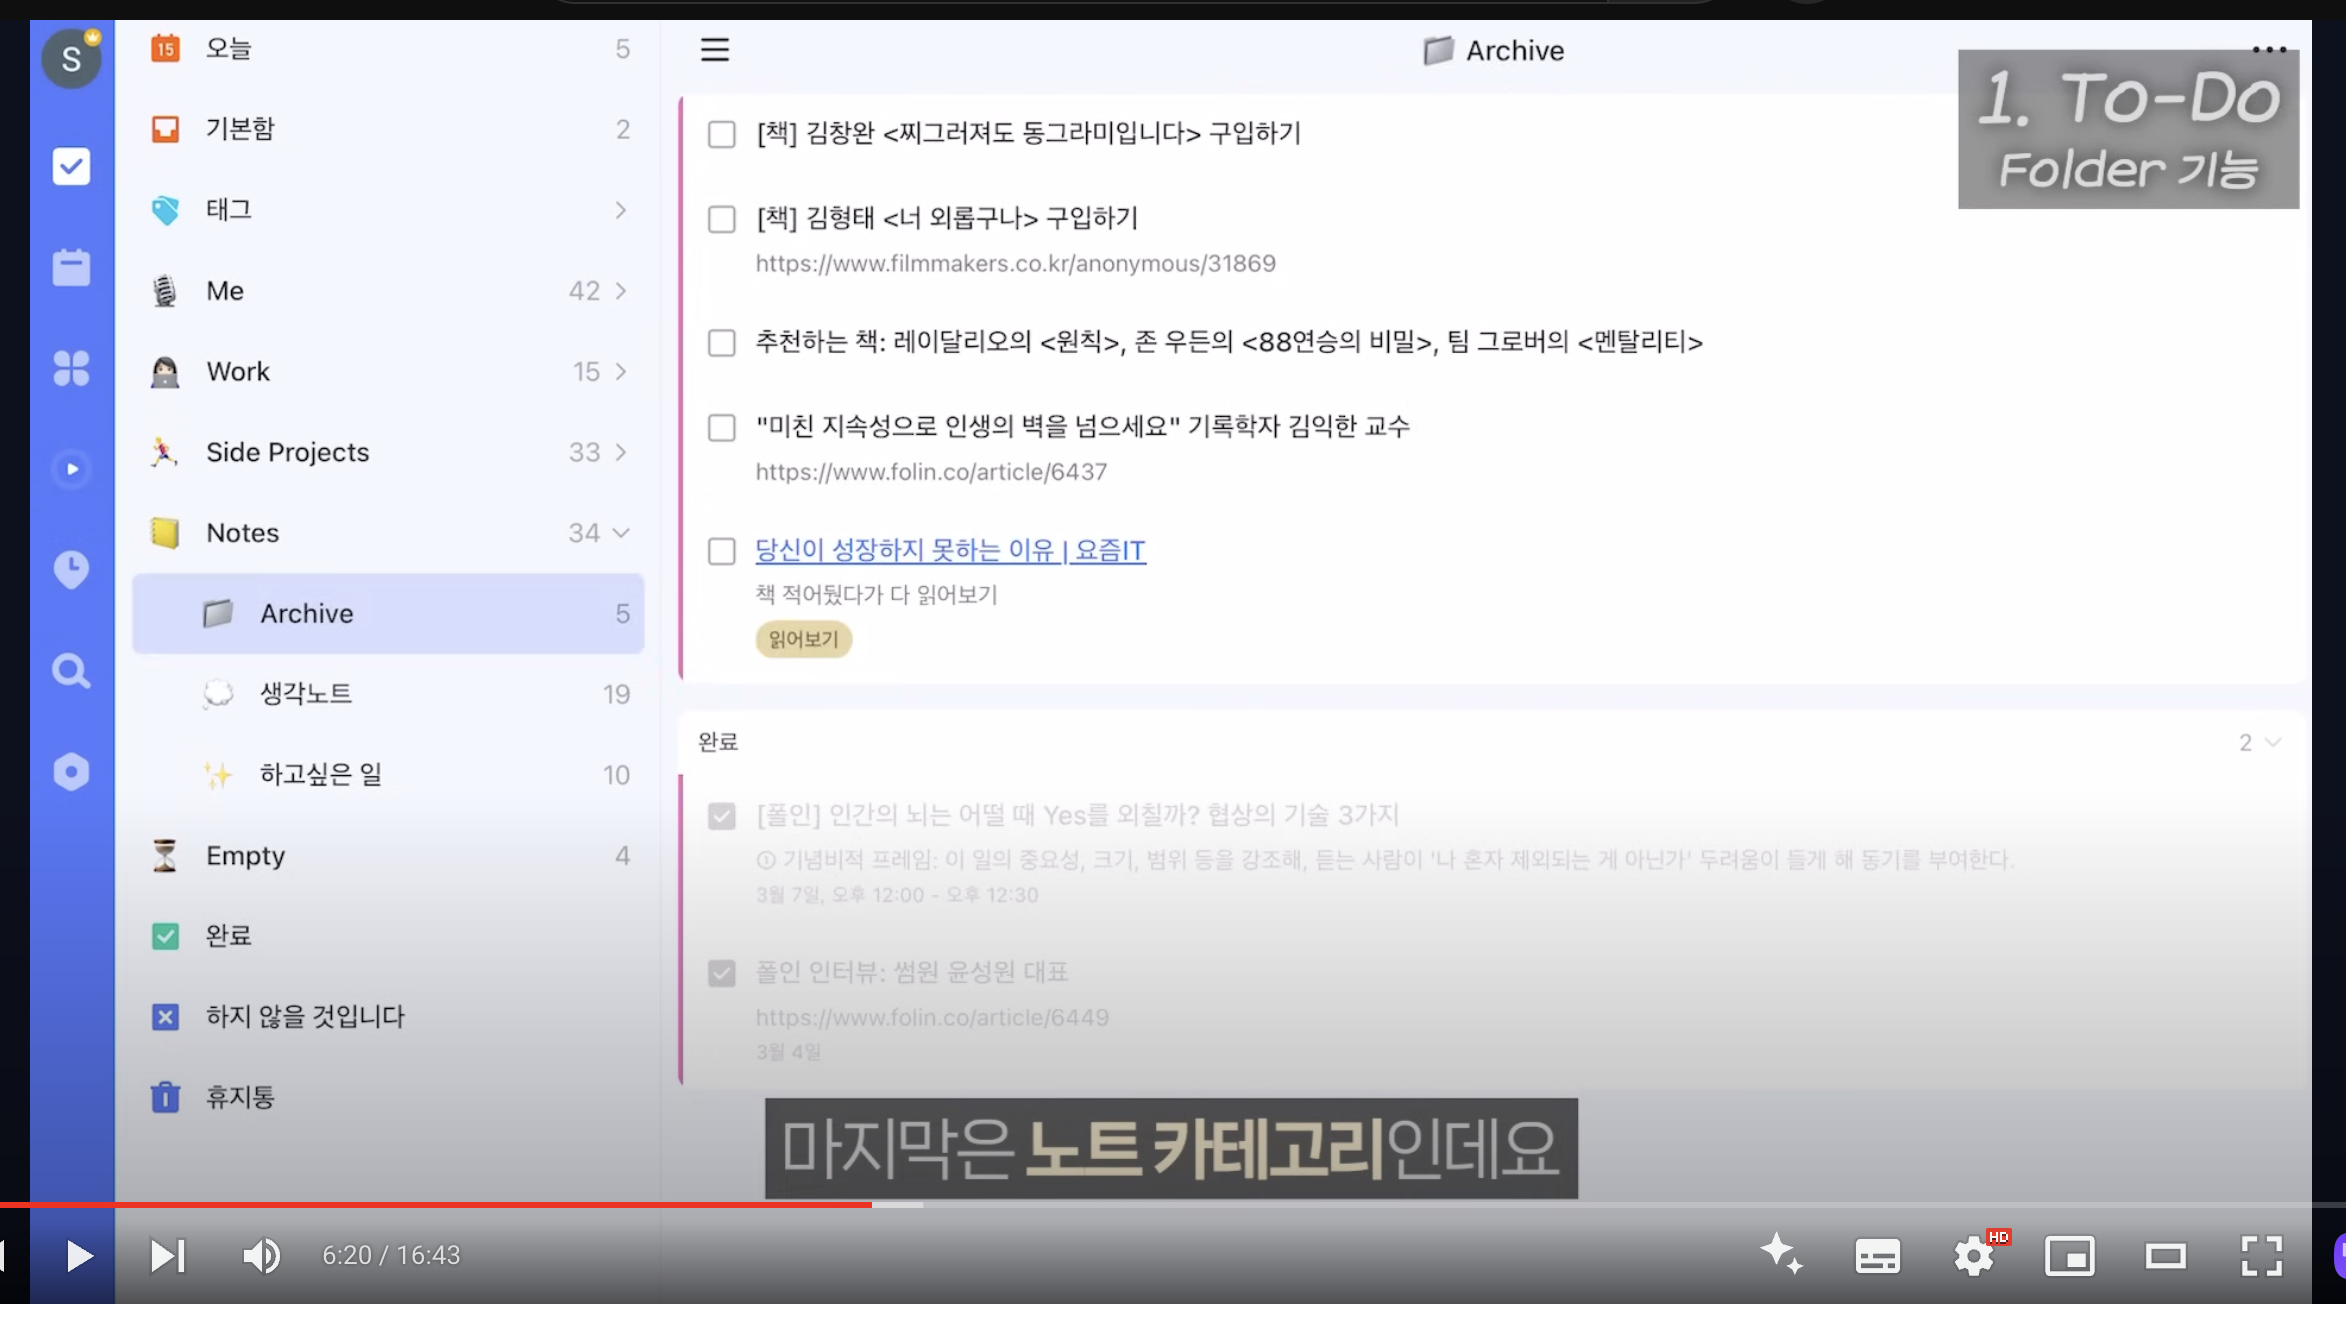 S
15
오늘 5
기본함 2
태그
Me 42
Work 15
Side Projects 33
Notes 34
Archive 5
생각노트 19
하고싶은 일 10
Empty 4
완료
하지 않을 것입니다
휴지통
Archive
1. To-Do
Folder 기능
[책] 김창완 <찌그러져도 동그라미입니다> 구입하기
[책] 김형태 <너 외롭구나> 구입하기
https://www.filmmakers.co.kr/anonymous/31869
추천하는 책: 레이달리오의 <원칙>, 존 우든의 <88연승의 비밀>, 팀 그로버의 <멘탈리티>
"미친 지속성으로 인생의 벽을 넘으세요" 기록학자 김익한 교수
https://www.folin.co/article/6437
당신이 성장하지 못하는 이유 | 요즘IT
책 적어뒀다가 다 읽어보기
읽어보기
완료 2
[폴인] 인간의 뇌는 어떨 때 Yes를 외칠까? 협상의 기술 3가지
① 기념비적 프레임: 이 일의 중요성, 크기, 범위 등을 강조해, 듣는 사람이 '나 혼자 제외되는 게 아닌가' 두려움이 들게 해 동기를 부여한다.
3월 7일, 오후 12:00 - 오후 12:30
폴인 인터뷰: 썸원 윤성원 대표
https://www.folin.co/article/6449
3월 4일
마지막은 노트 카테고리인데요
6:20 / 16:43
HD